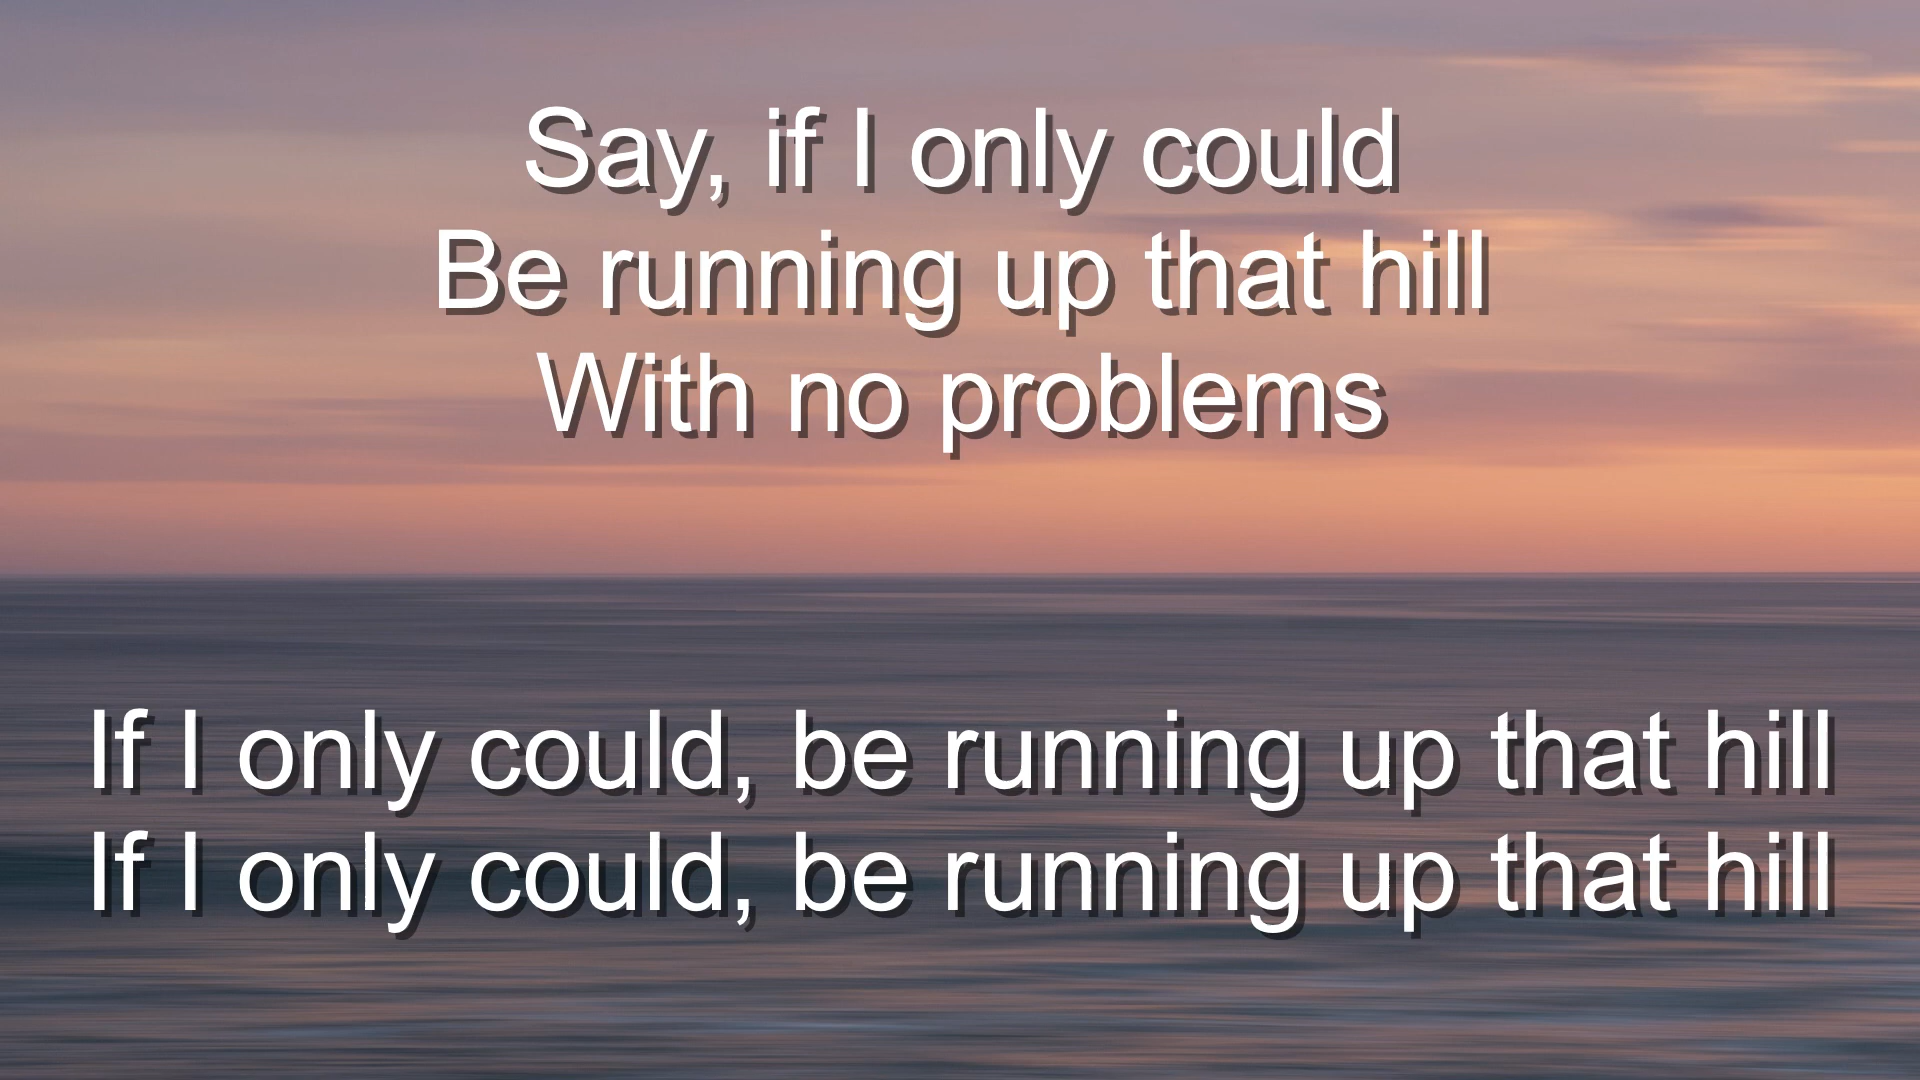 Say, if I only could
Be running up that hill
With no problems
If I only could, be running up that hill
If I only could, be running up that hill